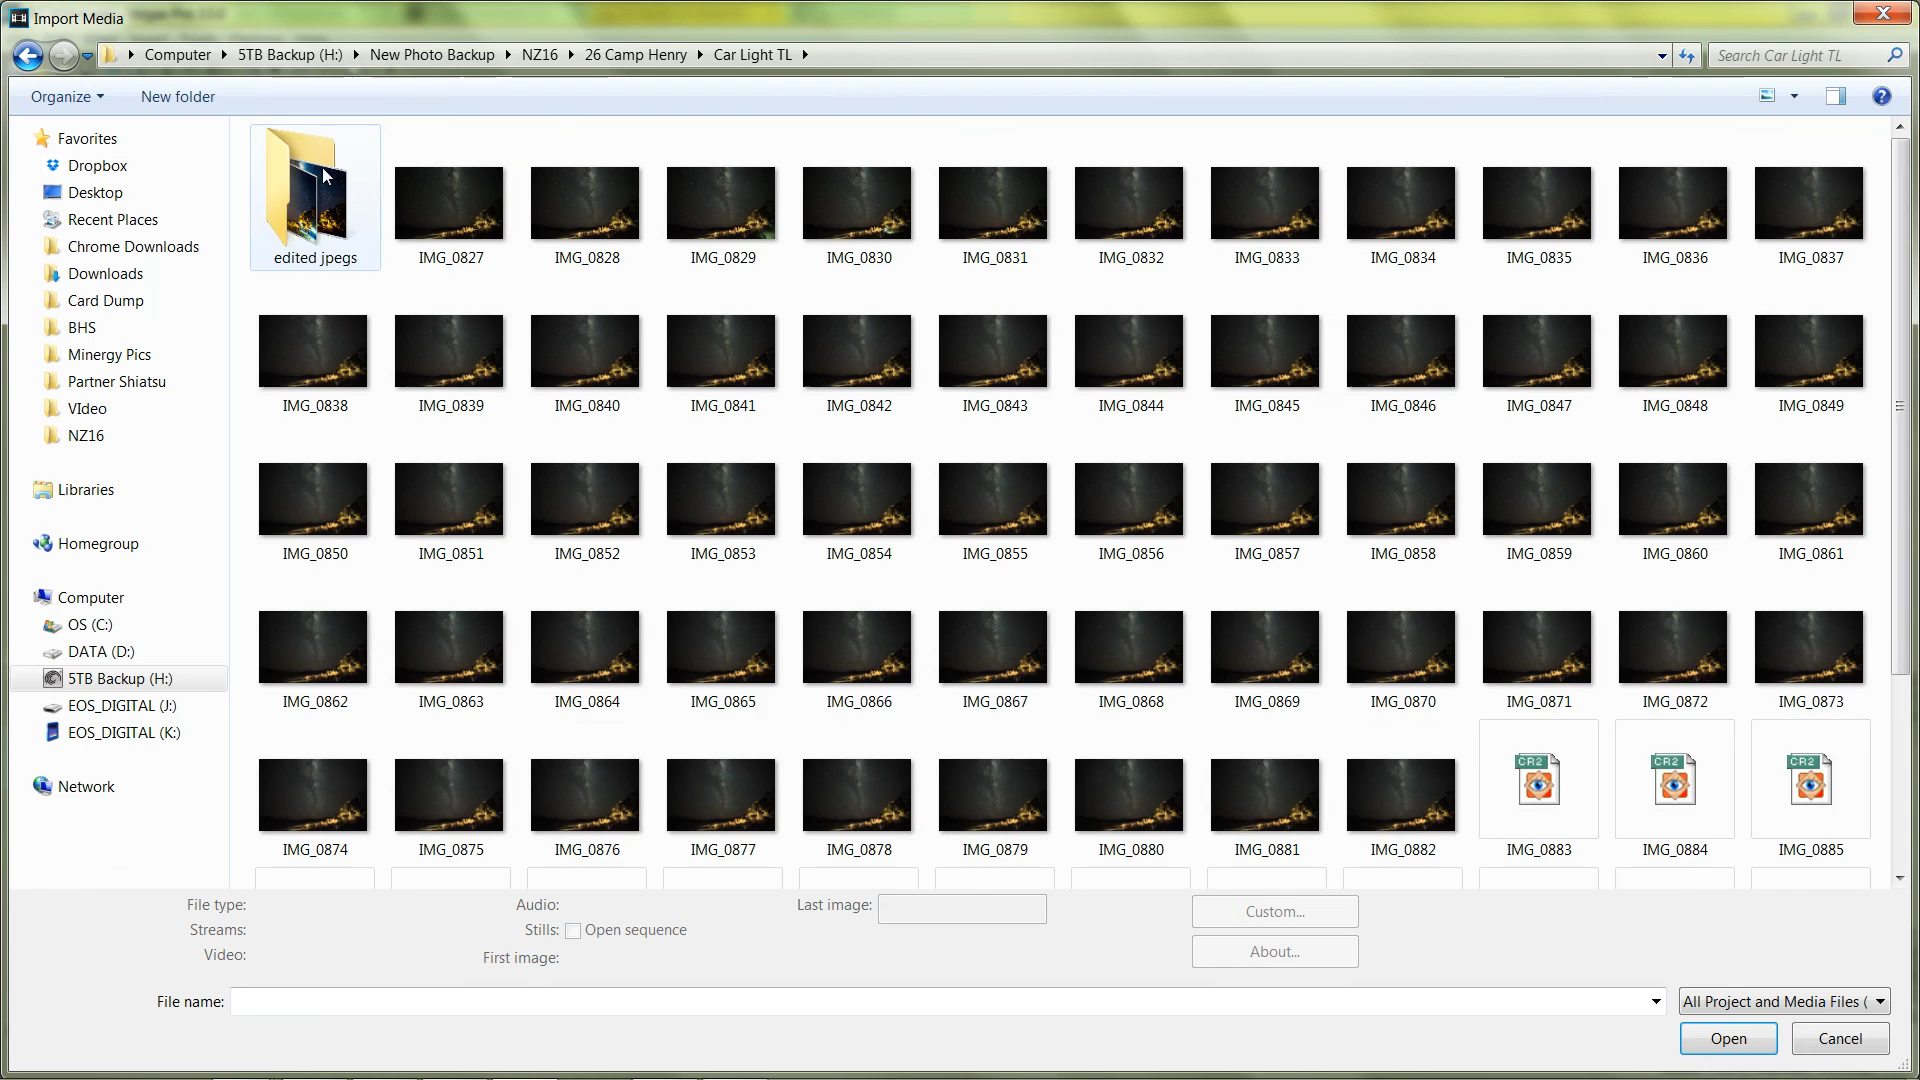 Import Media
Computer 5TB Backup (H:) New Photo Backup NZ16 26 Camp Henry Car Light TL
Search Car Light TL
Organize New folder
Favorites
Dropbox
Desktop
Recent Places
Chrome Downloads
Downloads
Card Dump
BHS
Minergy Pics
Partner Shiatsu
VIdeo
NZ16
Libraries
Homegroup
Computer
OS (C:)
DATA (D:)
5TB Backup (H:)
EOS_DIGITAL (J:)
EOS_DIGITAL (K:)
Network
edited jpegs IMG_0827 IMG_0828 IMG_0829 IMG_0830 IMG_0831 IMG_0832 IMG_0833 IMG_0834 IMG_0835 IMG_0836 IMG_0837
IMG_0838 IMG_0839 IMG_0840 IMG_0841 IMG_0842 IMG_0843 IMG_0844 IMG_0845 IMG_0846 IMG_0847 IMG_0848 IMG_0849
IMG_0850 IMG_0851 IMG_0852 IMG_0853 IMG_0854 IMG_0855 IMG_0856 IMG_0857 IMG_0858 IMG_0859 IMG_0860 IMG_0861
IMG_0862 IMG_0863 IMG_0864 IMG_0865 IMG_0866 IMG_0867 IMG_0868 IMG_0869 IMG_0870 IMG_0871 IMG_0872 IMG_0873
CR2 CR2 CR2
IMG_0874 IMG_0875 IMG_0876 IMG_0877 IMG_0878 IMG_0879 IMG_0880 IMG_0881 IMG_0882 IMG_0883 IMG_0884 IMG_0885
File type: Audio: Last image: Custom...
Streams: Stills: Open sequence
Video: First image: About...
File name: All Project and Media Files (
Open Cancel